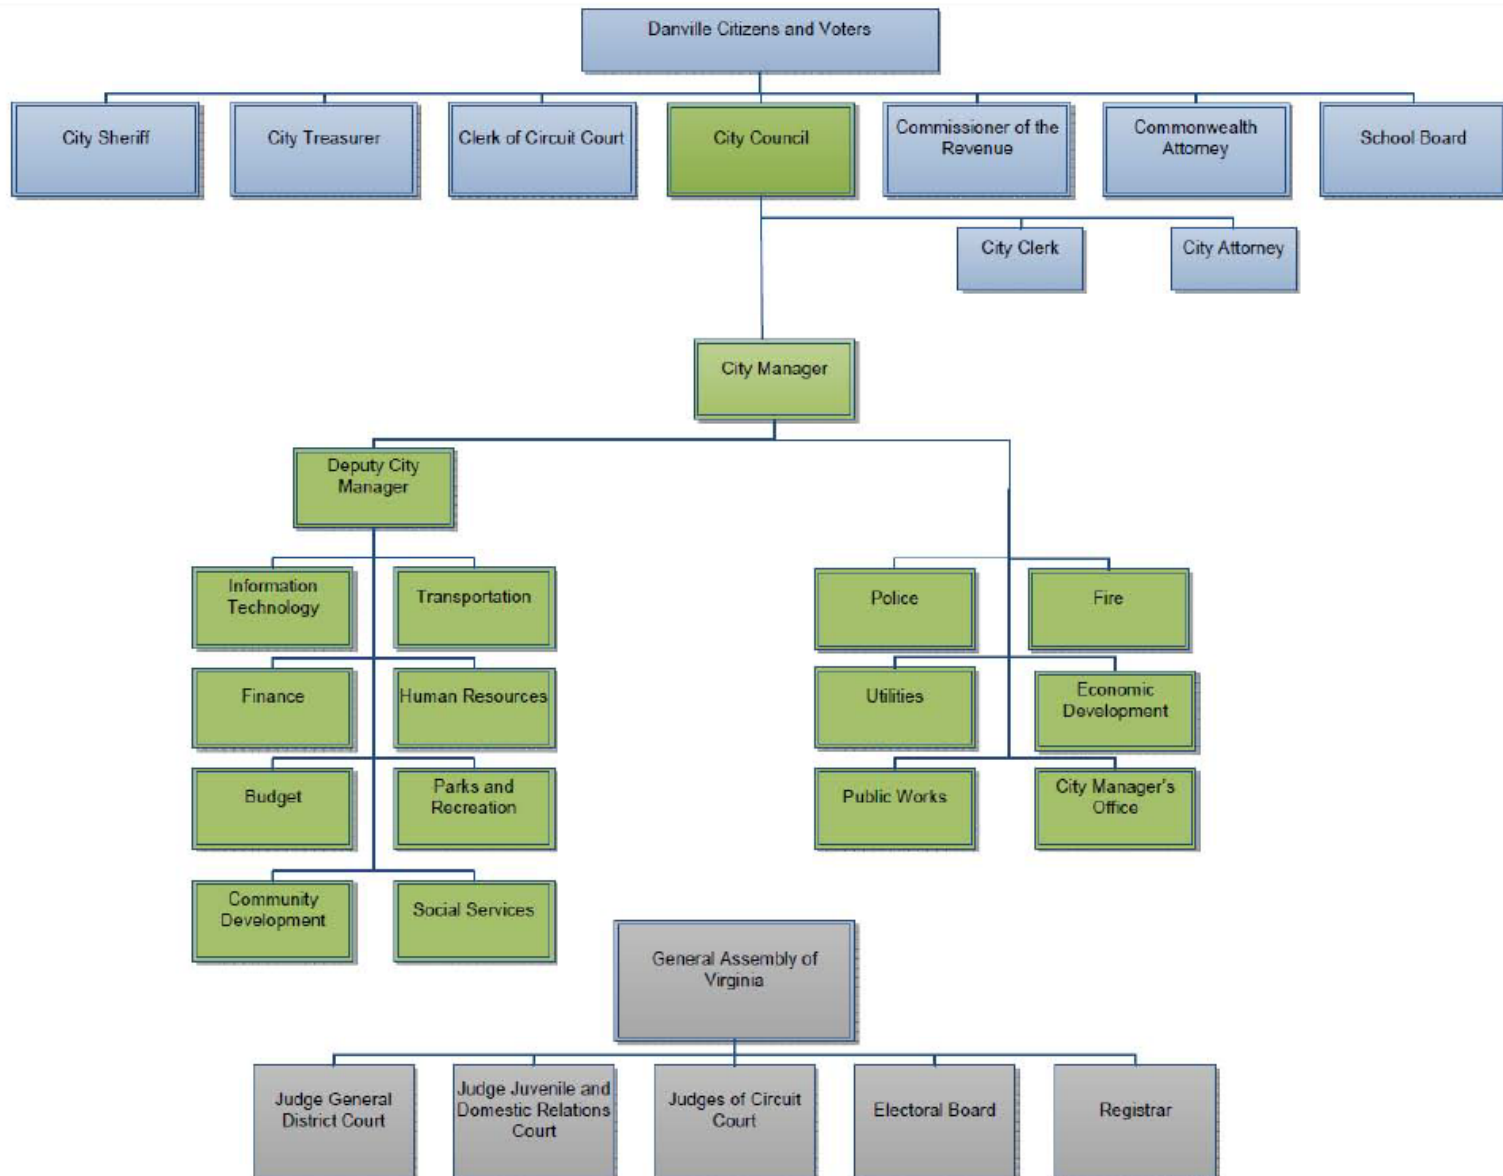 Danville Citizens and Voters
City Sheriff
City Treasurer
Clerk of Circuit Court
City Council
Commissioner of the
Revenue
Commonwealth
Attorney
School Board
City Clerk
City Attorney
City Manager
Deputy City
Manager
Information
Technology
Transportation
Police
Fire
Finance
Human Resources
Utilities
Economic
Development
Budget
Parks and
Recreation
Public Works
City Manager's
Office
Community
Development
Social Services
General Assembly of
Virginia
Judge General
District Court
Judge Juvenile and
Domestic Relations
Court
Judges of Circuit
Court
Electoral Board
Registrar